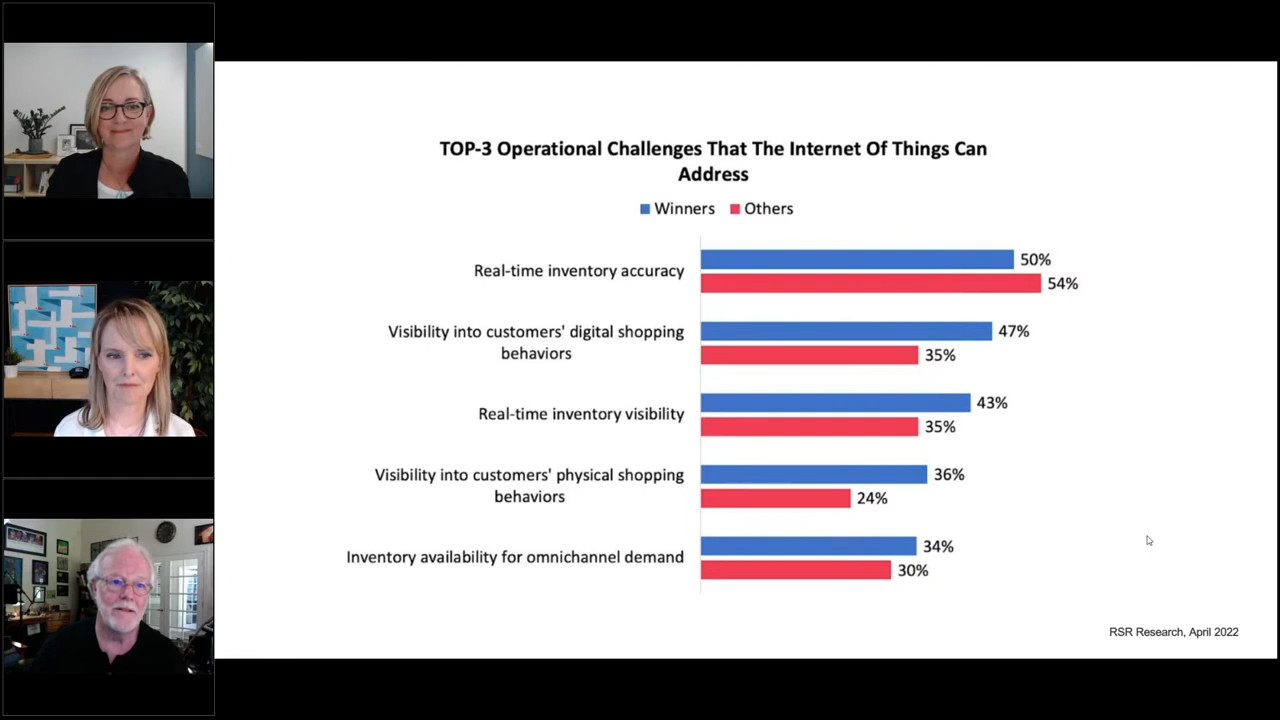 TOP-3 Operational Challenges That The Internet Of Things Can
Address
Winners Others
Real-time inventory accuracy
50%
54%
Visibility into customers' digital shopping
behaviors
47%
35%
Real-time inventory visibility
43%
35%
Visibility into customers' physical shopping
behaviors
36%
24%
Inventory availability for omnichannel demand
34%
30%
RSR Research, April 2022